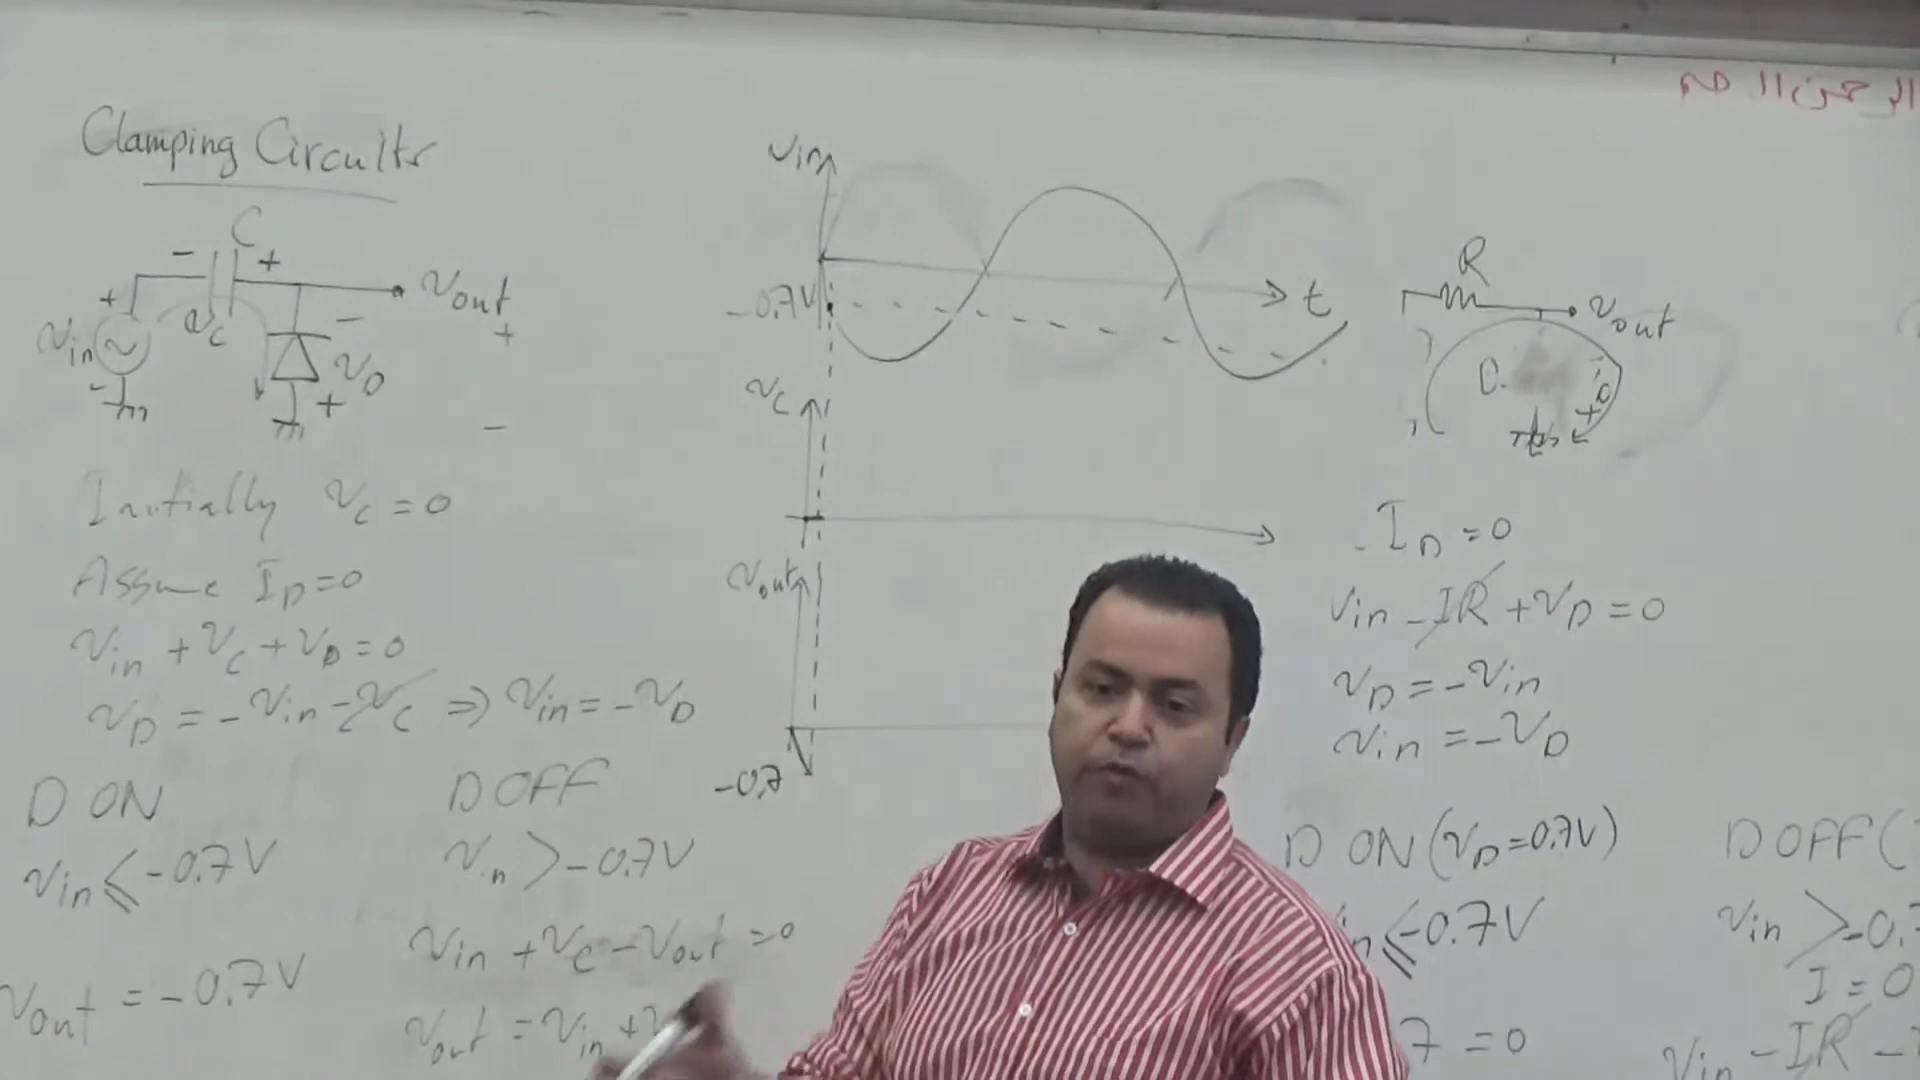 Clamping Circuits
C
- +
+
Vin
-
Vc
-
VD
+
Vout
+
-
Initially Vc = 0
Assume ID=0
Vin + Vc + VD = 0
VD = -Vin - Vc ⇒ Vin = -VD
D ON
Vin ≤ -0.7V
Vout = -0.7V
D OFF
Vin > -0.7V
Vin + Vc - Vout = 0
Vout = Vin +
Vin
-0.7V
t
Vc
Vout
-0.7
R
Vout
ID = 0
Vin - IR + VD = 0
VD = -Vin
Vin = -VD
D ON (VD=0.7V)
≤ -0.7V
7 = 0
D OFF (
Vin > -0.7
I = 0
Vin - IR -